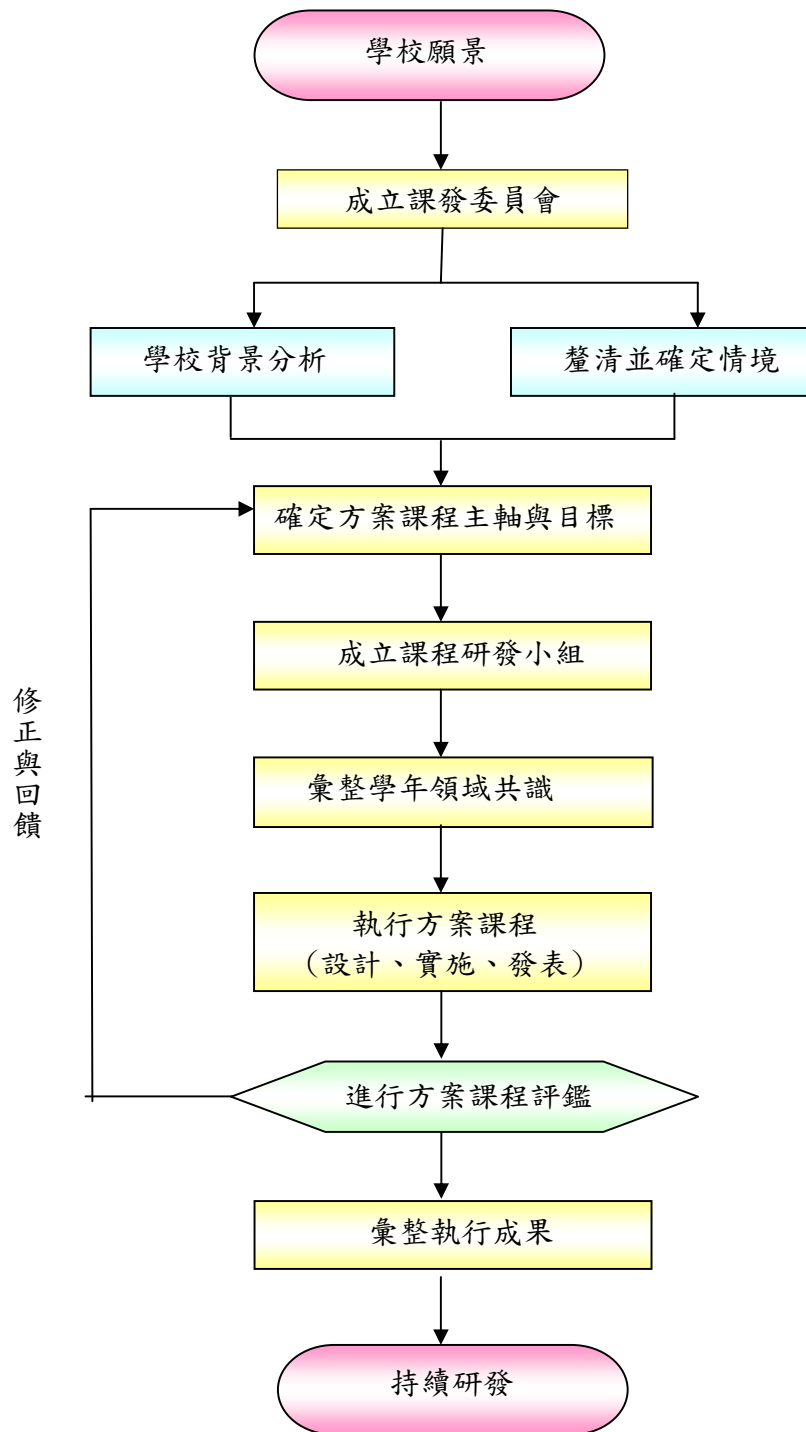 學校願景
成立課發委員會
學校背景分析
釐清並確定情境
確定方案課程主軸與目標
成立課程研發小組
修正與回饋
彙整學年領域共識
執行方案課程
（設計、實施、發表）
進行方案課程評鑑
彙整執行成果
持續研發